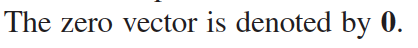 The zero vector is denoted by 0.